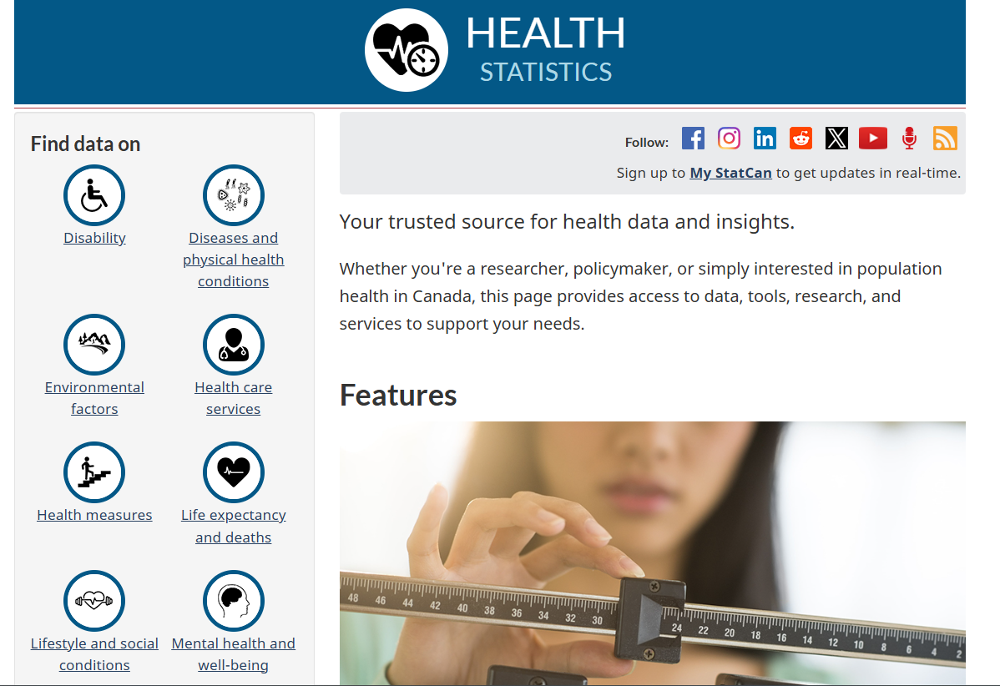 HEALTH
STATISTICS
Find data on
Disability
Diseases and
physical health
conditions
Environmental
factors
Health care
services
Health measures
Life expectancy
and deaths
Lifestyle and social
conditions
Mental health and
well-being
Follow:
Sign up to My StatCan to get updates in real-time.
Your trusted source for health data and insights.
Whether you're a researcher, policymaker, or simply interested in population
health in Canada, this page provides access to data, tools, research, and
services to support your needs.
Features
48 46 44 42 40 38 36 34 32 30 24 22 20 18 16 14 12 10 8 6 4 2